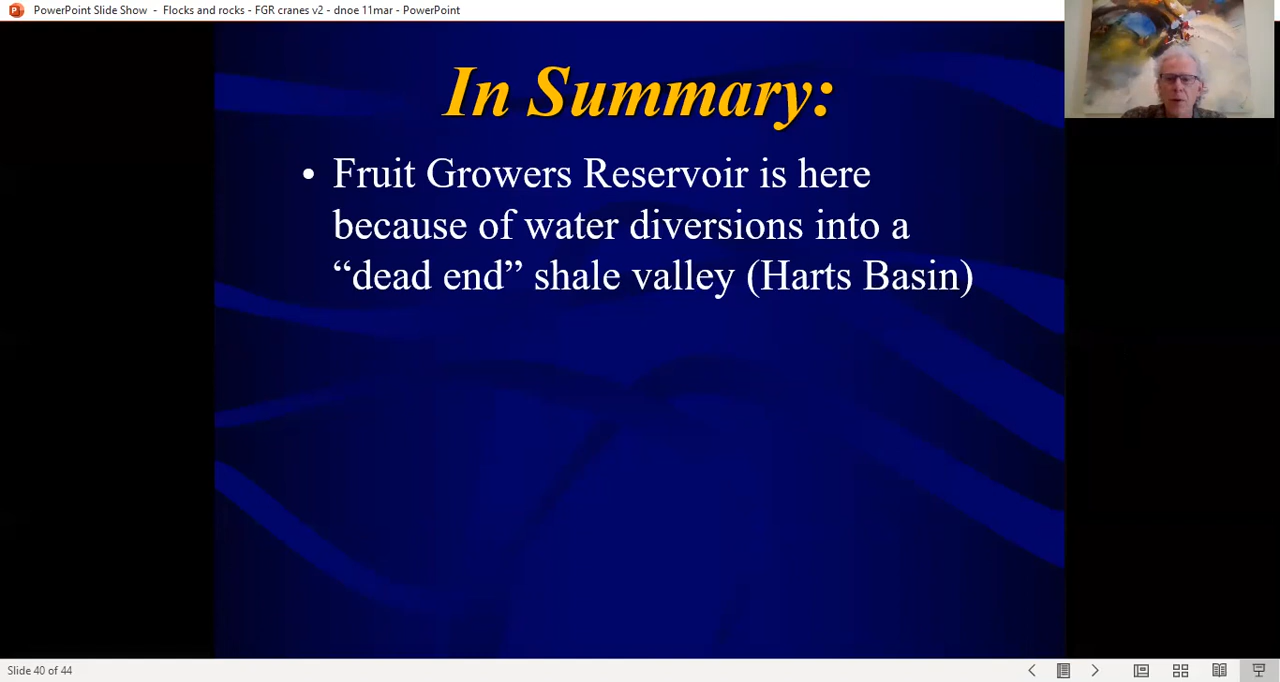 PowerPoint Slide Show - Flocks and rocks - FGR cranes v2 - dnoe 11mar - PowerPoint
In Summary:
• Fruit Growers Reservoir is here
because of water diversions into a
“dead end” shale valley (Harts Basin)
Slide 40 of 44